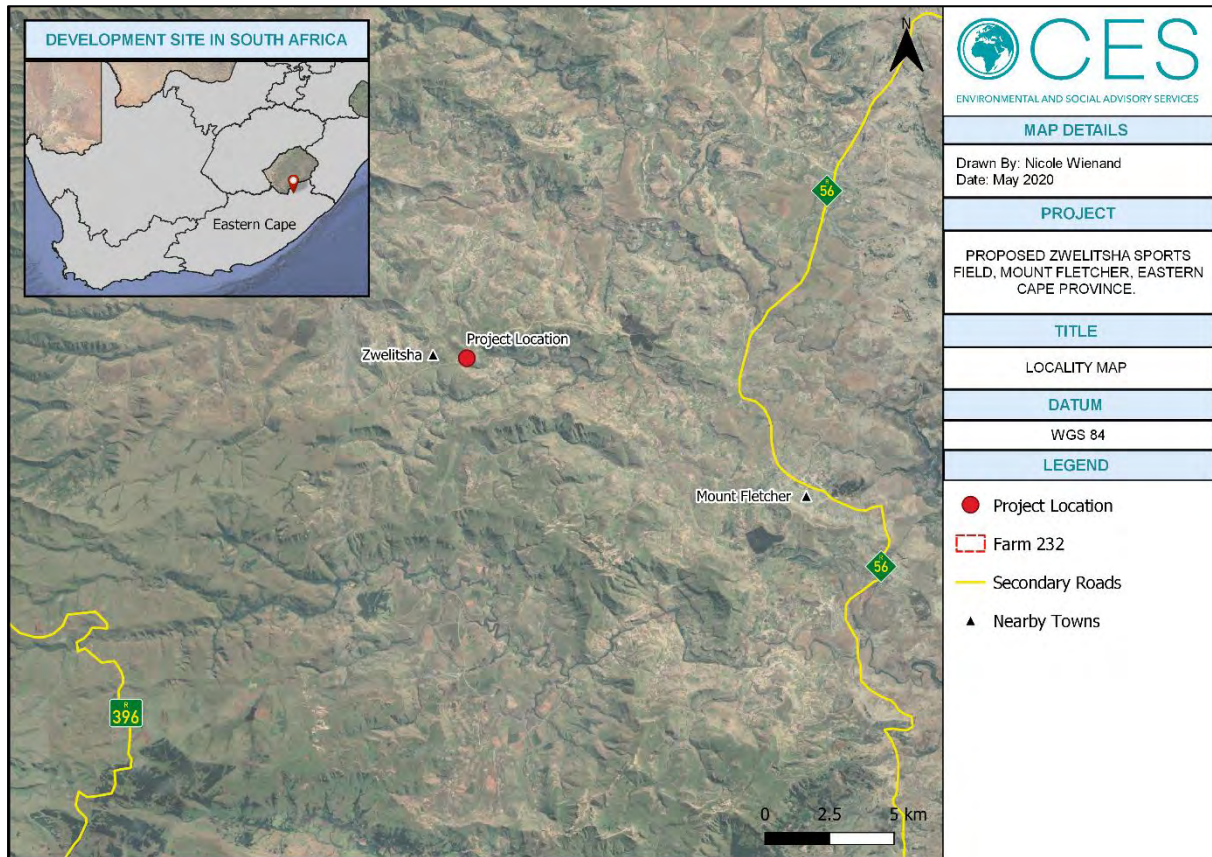 DEVELOPMENT SITE IN SOUTH AFRICA
Eastern Cape
N
R
56
Project Location
Zwelitsha
Mount Fletcher
R
56
R
396
0 2.5 5 km
CES
ENVIRONMENTAL AND SOCIAL ADVISORY SERVICES
MAP DETAILS
Drawn By: Nicole Wienand
Date: May 2020
PROJECT
PROPOSED ZWELITSHA SPORTS
FIELD, MOUNT FLETCHER, EASTERN
CAPE PROVINCE.
TITLE
LOCALITY MAP
DATUM
WGS 84
LEGEND
Project Location
Farm 232
Secondary Roads
Nearby Towns